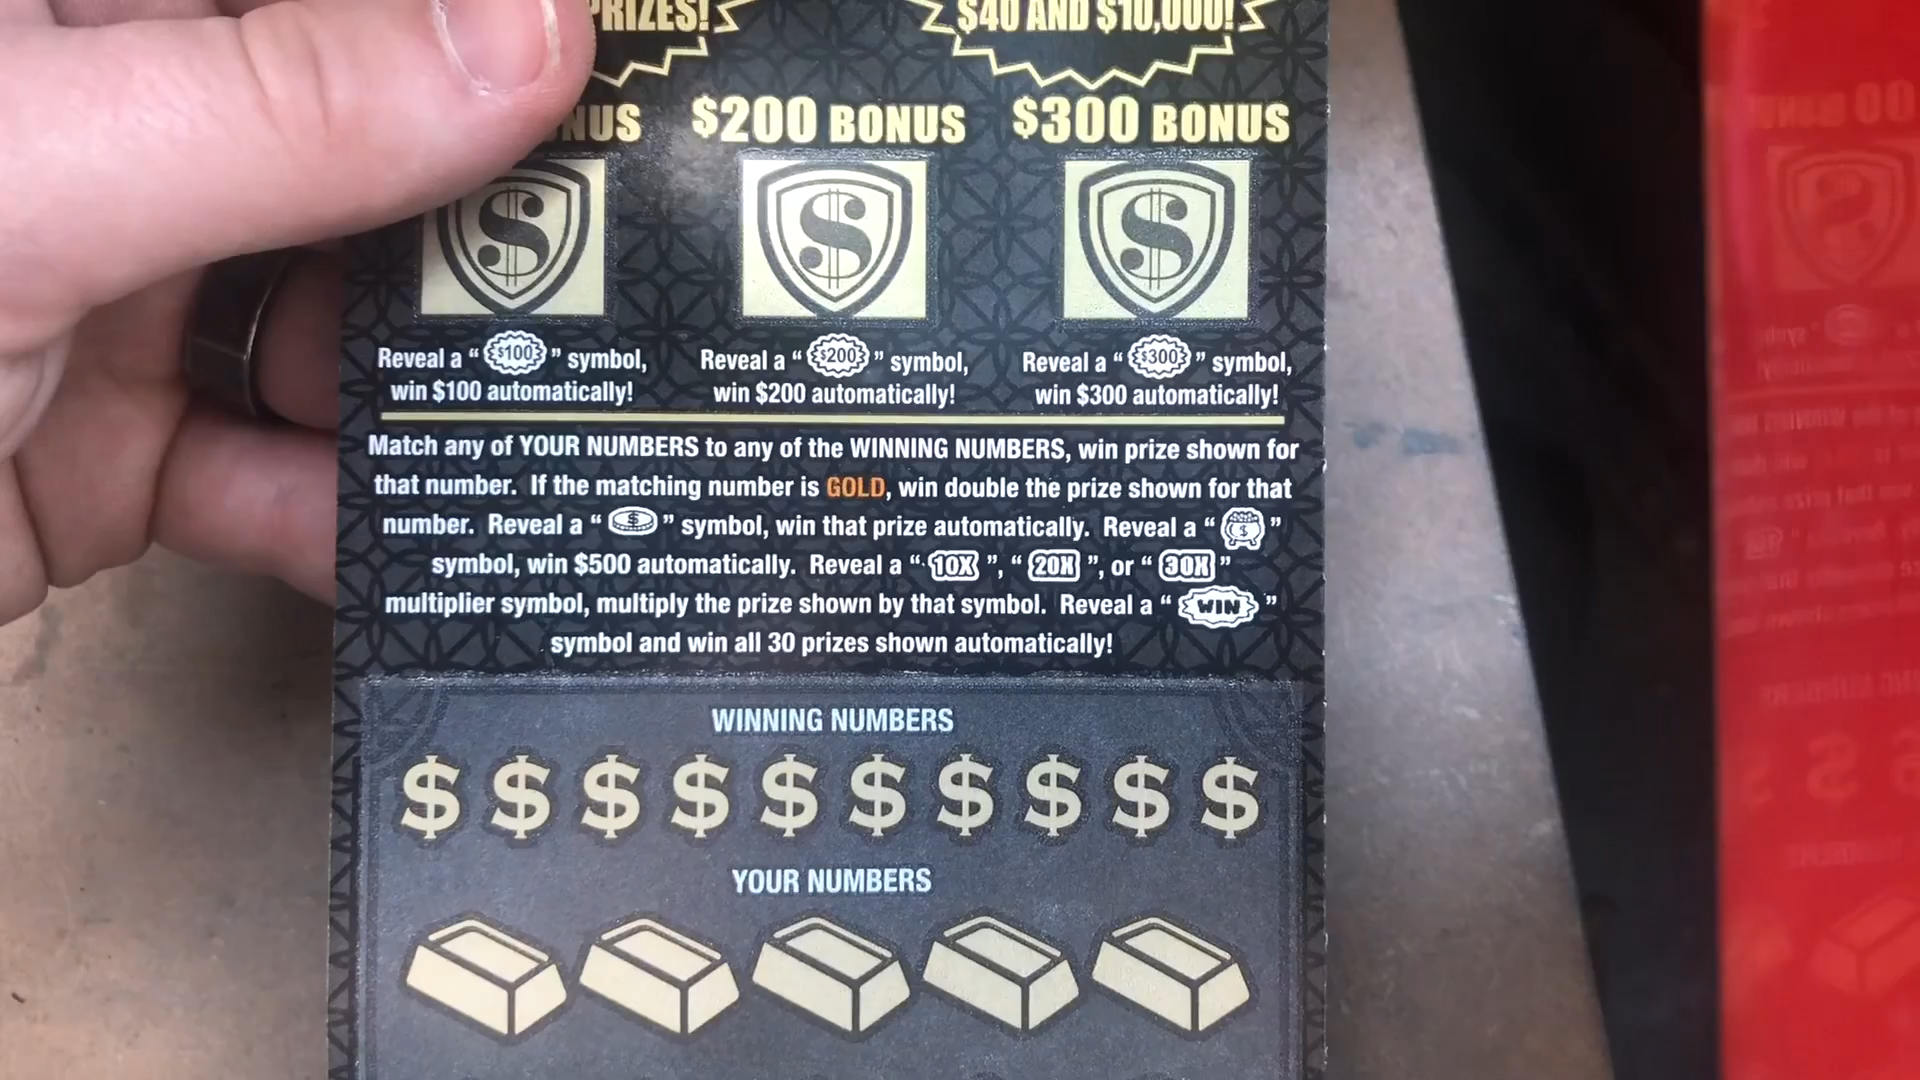 PRIZES! $40 AND $10,000!
NUS $200 BONUS $300 BONUS
$ $ $
Reveal a “ $100 ” symbol, Reveal a “ $200 ” symbol, Reveal a “ $300 ” symbol,
win $100 automatically! win $200 automatically! win $300 automatically!
Match any of YOUR NUMBERS to any of the WINNING NUMBERS, win prize shown for
that number. If the matching number is GOLD, win double the prize shown for that
number. Reveal a “ $ ” symbol, win that prize automatically. Reveal a “ $ ”
symbol, win $500 automatically. Reveal a “ 10X ”, “ 20X ”, or “ 30X ”
multiplier symbol, multiply the prize shown by that symbol. Reveal a “ WIN ”
symbol and win all 30 prizes shown automatically!
WINNING NUMBERS
$ $ $ $ $ $ $ $ $ $
YOUR NUMBERS